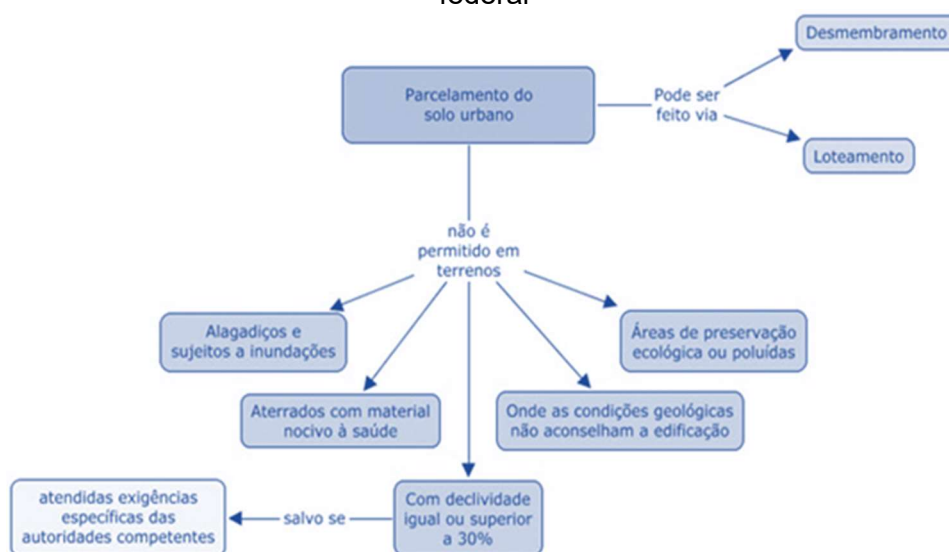 federal
Desmembramento
Parcelamento do
solo urbano
Pode ser
feito via
Loteamento
não é
permitido em
terrenos
Alagadiços e
sujeitos a inundações
Áreas de preservação
ecológica ou poluídas
Aterrados com material
nocivo à saúde
Onde as condições geológicas
não aconselham a edificação
atendidas exigências
específicas das
autoridades competentes
salvo se
Com declividade
igual ou superior
a 30%